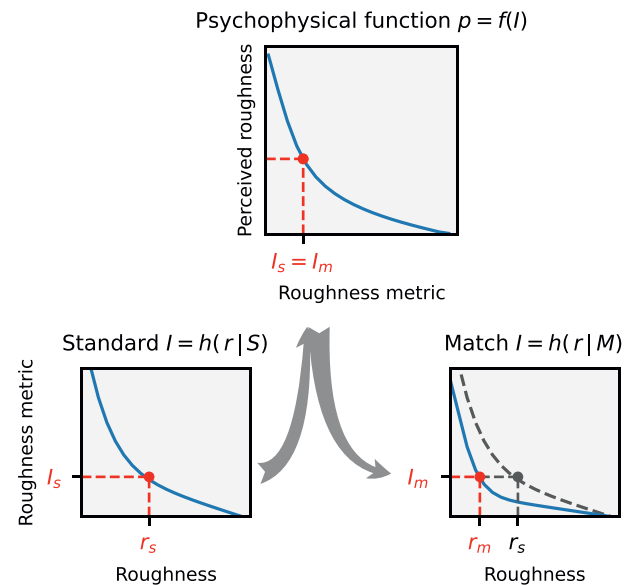 Psychophysical function p = f(I)
Perceived roughness
I_s = I_m
Roughness metric
Standard I = h( r | S)
Roughness metric
I_s
r_s
Roughness
Match I = h( r | M)
I_m
r_m r_s
Roughness